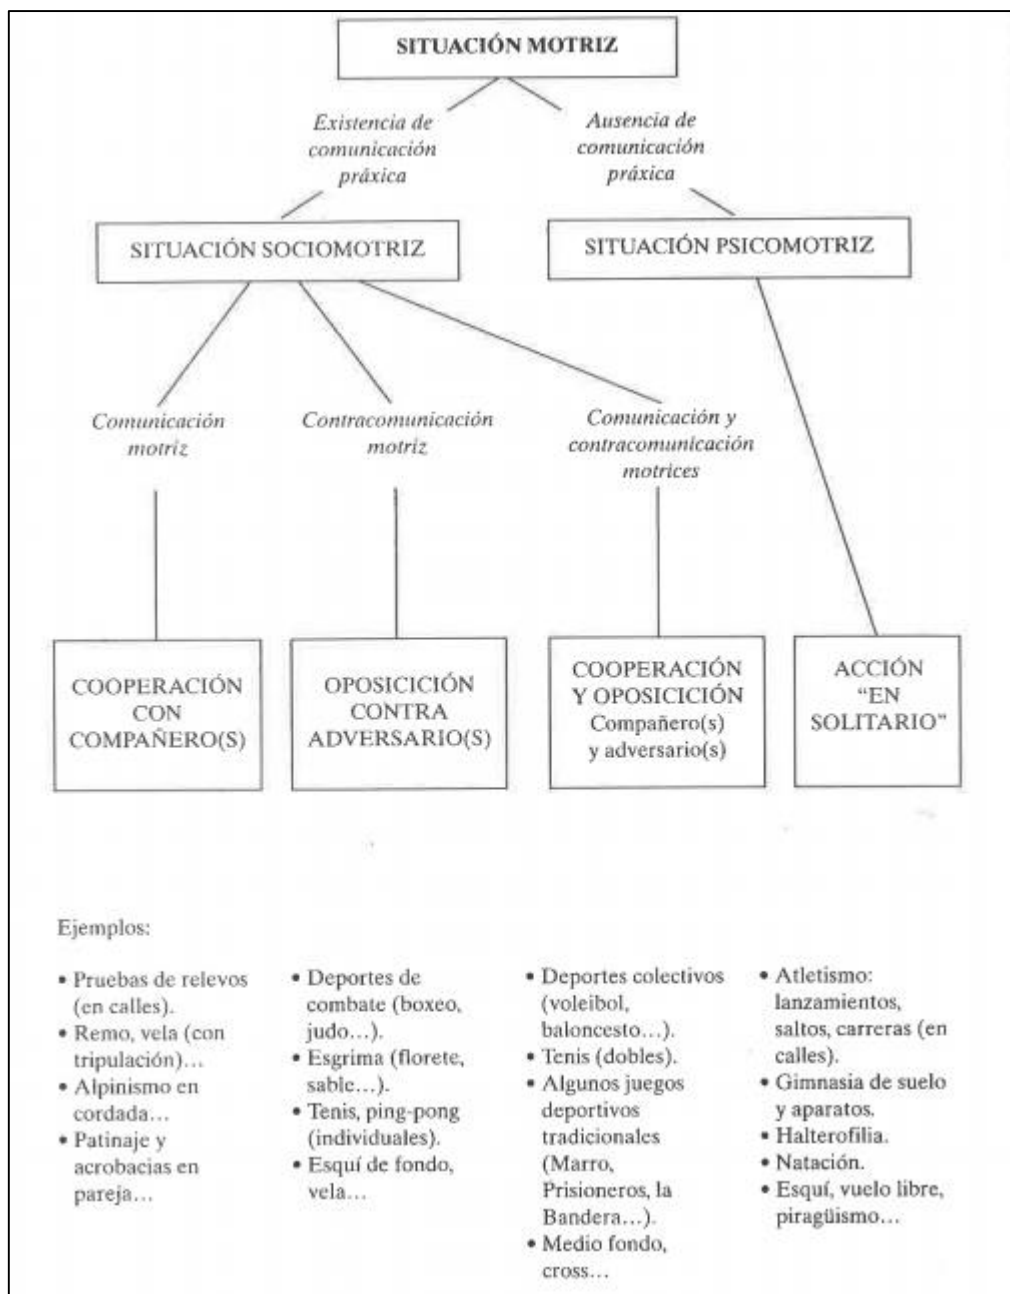 SITUACIÓN MOTRIZ
Existencia de
comunicación
práxica
Ausencia de
comunicación
práxica
SITUACIÓN SOCIOMOTRIZ
SITUACIÓN PSICOMOTRIZ
Comunicación
motriz
Contracomunicación
motriz
Comunicación y
contracomunicación
motrices
COOPERACIÓN
CON
COMPAÑERO(S)
OPOSICICIÓN
CONTRA
ADVERSARIO(S)
COOPERACIÓN
Y OPOSICICIÓN
Compañero(s)
y adversario(s)
ACCIÓN
“EN
SOLITARIO”
Ejemplos:
• Pruebas de relevos
(en calles).
• Remo, vela (con
tripulación)…
• Alpinismo en
cordada…
• Patinaje y
acrobacias en
pareja…
• Deportes de
combate (boxeo,
judo…).
• Esgrima (florete,
sable…).
• Tenis, ping-pong
(individuales).
• Esquí de fondo,
vela…
• Deportes colectivos
(voleibol,
baloncesto…).
• Tenis (dobles).
• Algunos juegos
deportivos
tradicionales
(Marro,
Prisioneros, la
Bandera…).
• Medio fondo,
cross…
• Atletismo:
lanzamientos,
saltos, carreras (en
calles).
• Gimnasia de suelo
y aparatos.
• Halterofilia.
• Natación.
• Esquí, vuelo libre,
piragüismo…